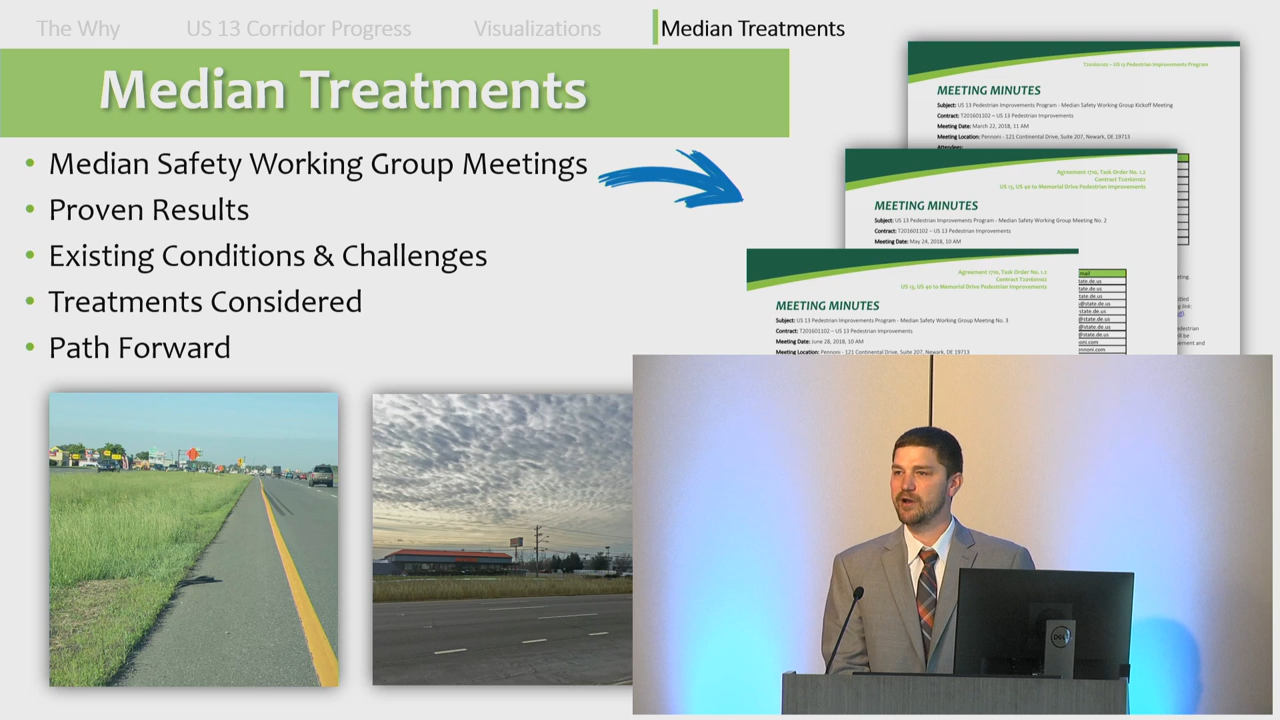 The Why
US 13 Corridor Progress
Visualizations
Median Treatments
Median Treatments
• Median Safety Working Group Meetings
• Proven Results
• Existing Conditions & Challenges
• Treatments Considered
• Path Forward
T201601102 – US 13 Pedestrian Improvements Program
MEETING MINUTES
Subject: US 13 Pedestrian Improvements Program - Median Safety Working Group Kickoff Meeting
Contract: T201601102 – US 13 Pedestrian Improvements
Meeting Date: March 22, 2018, 11 AM
Meeting Location: Pennoni - 121 Continental Drive, Suite 207, Newark, DE 19713
Attendees:
Agreement 1710, Task Order No. 1.2
Contract T201601102
US 13, US 40 to Memorial Drive Pedestrian Improvements
MEETING MINUTES
Subject: US 13 Pedestrian Improvements Program - Median Safety Working Group Meeting No. 2
Contract: T201601102 – US 13 Pedestrian Improvements
Meeting Date: May 24, 2018, 10 AM
Agreement 1710, Task Order No. 1.2
Contract T201601102
US 13, US 40 to Memorial Drive Pedestrian Improvements
MEETING MINUTES
Subject: US 13 Pedestrian Improvements Program - Median Safety Working Group Meeting No. 3
Contract: T201601102 – US 13 Pedestrian Improvements
Meeting Date: June 28, 2018, 10 AM
Meeting Location: Pennoni - 121 Continental Drive, Suite 207, Newark, DE 19713
DELL